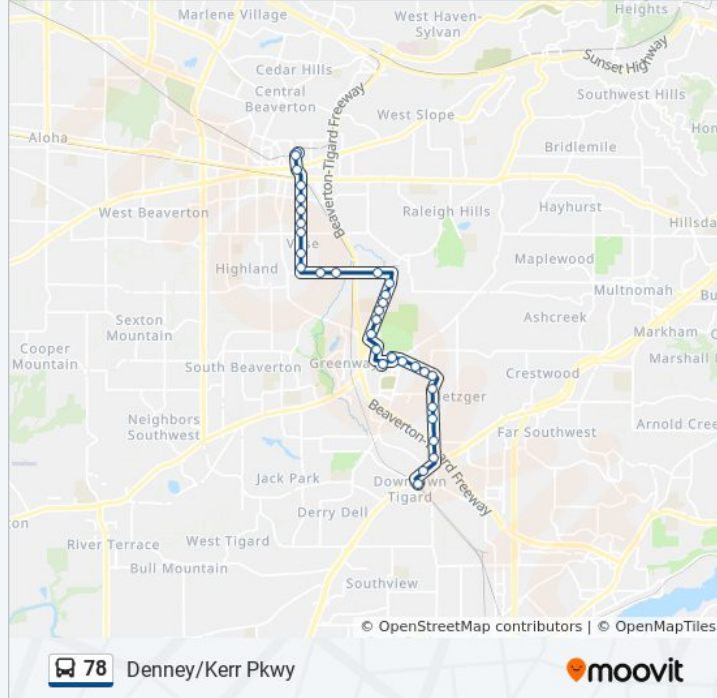 Marlene Village
West Haven-
Sylvan
Heights
Cedar Hills
Sunset Highway
Central
Beaverton
Southwest Hills
West Slope
Beaverton-Tigard Freeway
Aloha
Bridlemile
West Beaverton
Raleigh Hills
Hayhurst
Hillsda
Vose
Highland
Maplewood
Multnomah
Sexton
Mountain
Ashcreek
Markham
Cooper
Mountain
South Beaverton
Greenway
Crestwood
Marshall
Neighbors
Southwest
Metzger
Beaverton-Tigard Freeway
Far Southwest
Arnold Cree
Jack Park
Downtown
Tigard
ton
Derry Dell
River Terrace
West Tigard
Bull Mountain
Southview
© OpenStreetMap contributors | © OpenMapTiles
78 Denney/Kerr Pkwy
moovit